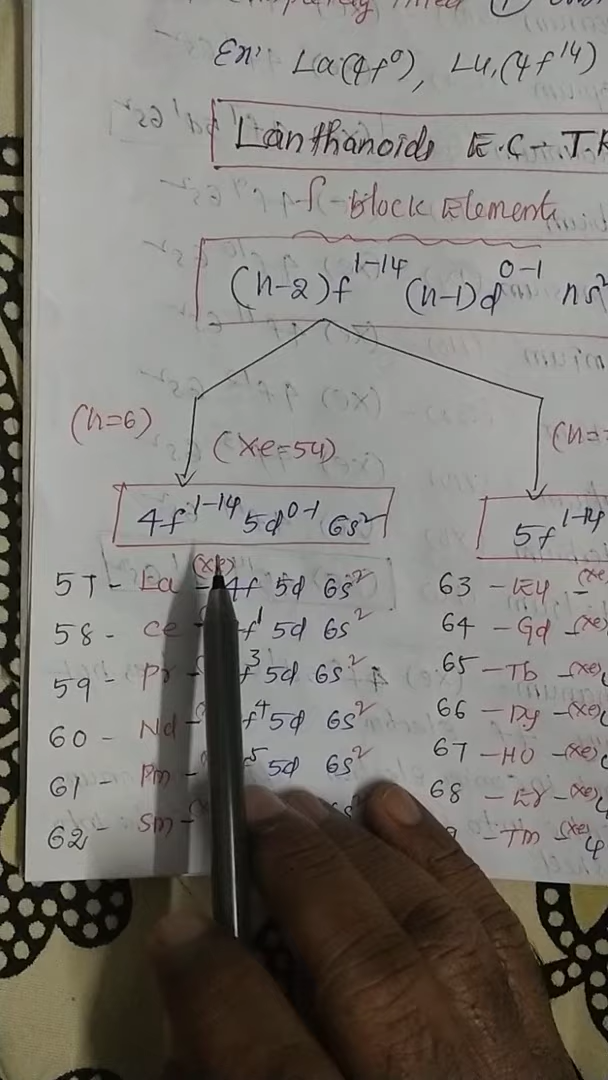 Ex: La(4f⁰), Lu,(4f¹⁴)
Lanthanoids E.C - T.R
f-block Elements
(n-2)f¹⁻¹⁴ (n-1)d⁰⁻¹ ns²
(n=6)
(Xe=54)
(n=
4f¹⁻¹⁴ 5d⁰⁻¹ 6s²
5f¹⁻¹⁴
57- La (Xe) - 4f 5d 6s²
58- Ce - f¹ 5d 6s²
59- Pr - f³ 5d 6s²
60- Nd - f⁴ 5d 6s²
61- Pm - ⁵ 5d 6s²
62- Sm -
63 - Eu - (Xe
64 - Gd - (Xe)
65 - Tb - (Xe)
66 - Dy - (Xe)
67 - HO - (Xe)
68 - Er - (Xe)
- Tm - (Xe) 4